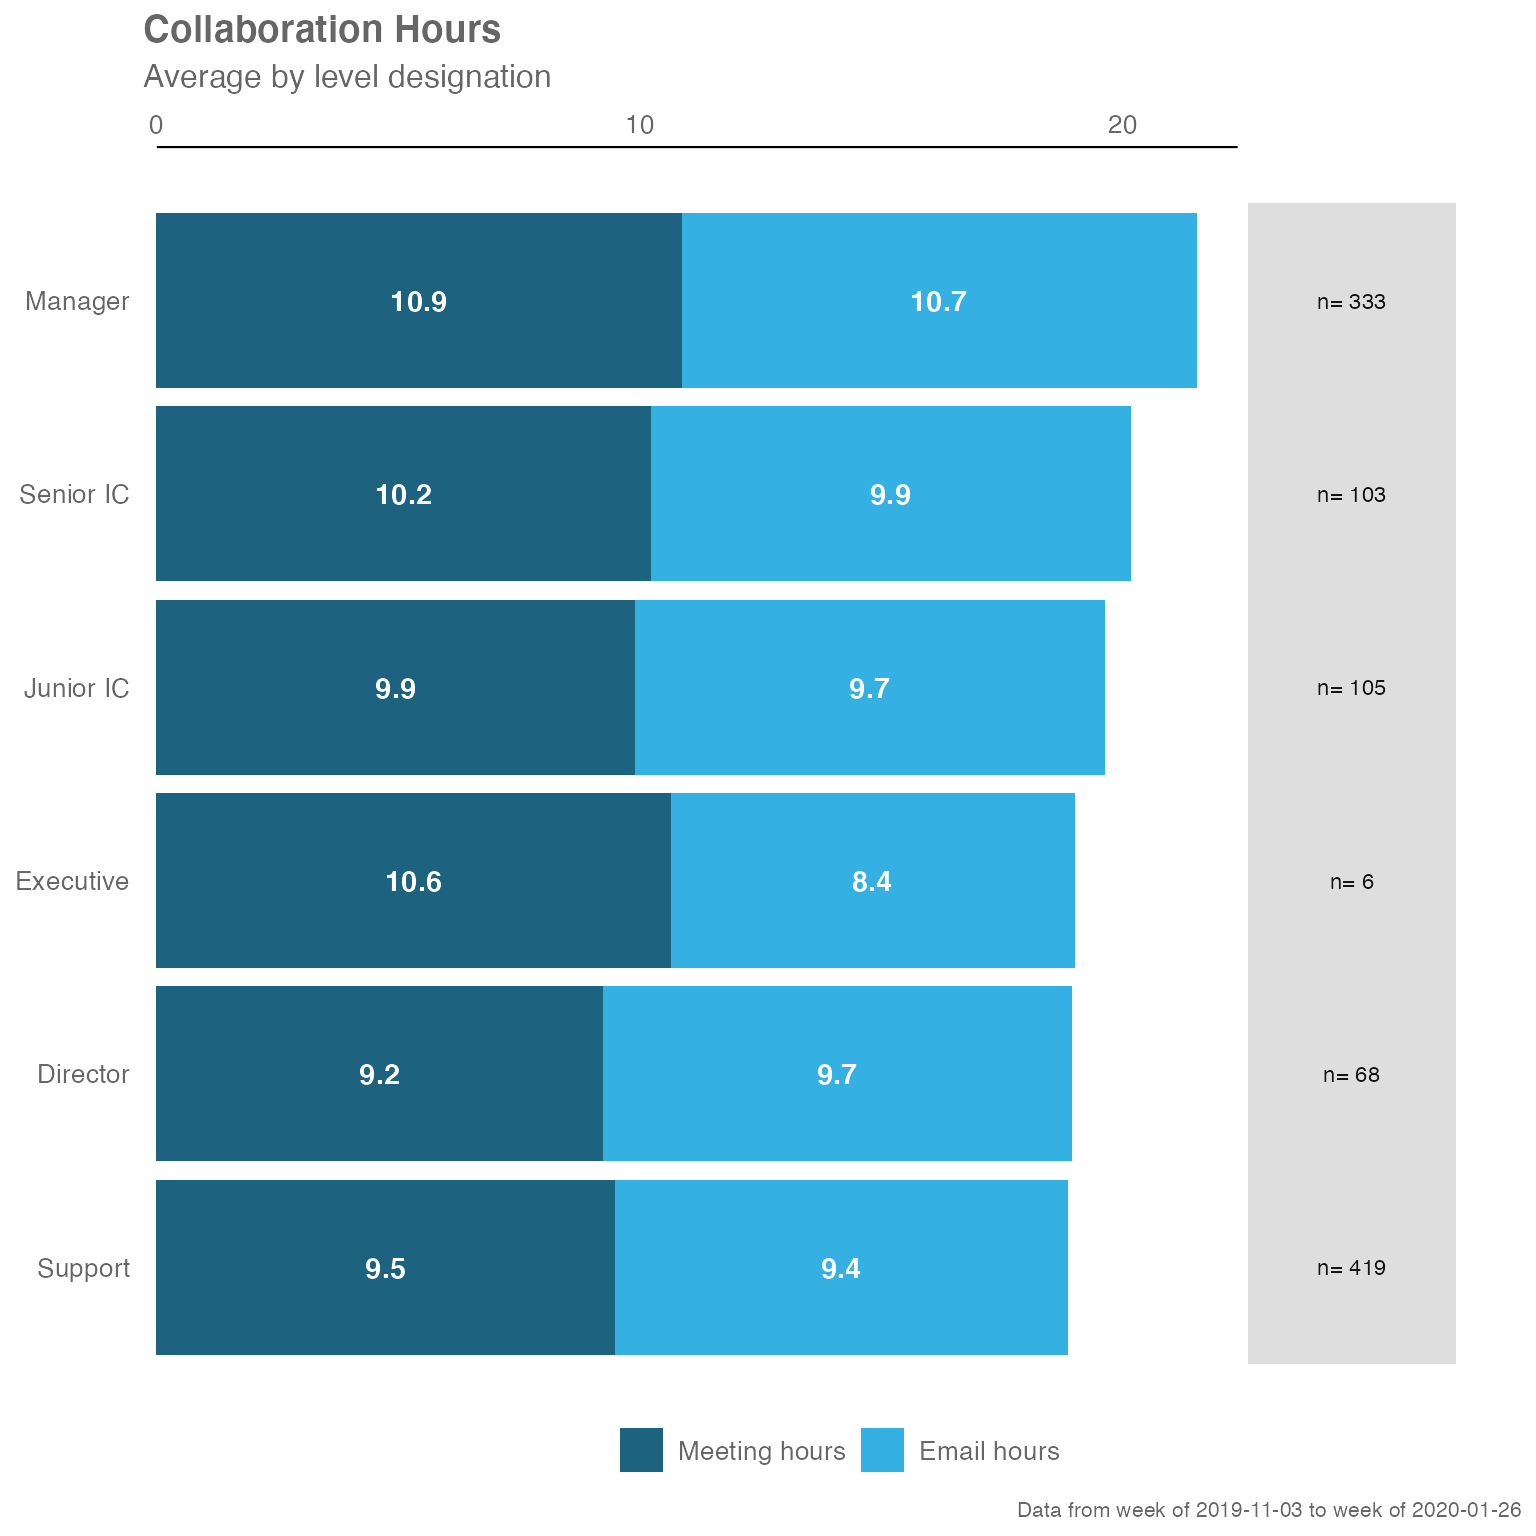 Collaboration Hours
Average by level designation
0 10 20
Manager 10.9 10.7 n= 333
Senior IC 10.2 9.9 n= 103
Junior IC 9.9 9.7 n= 105
Executive 10.6 8.4 n= 6
Director 9.2 9.7 n= 68
Support 9.5 9.4 n= 419
Meeting hours Email hours
Data from week of 2019-11-03 to week of 2020-01-26